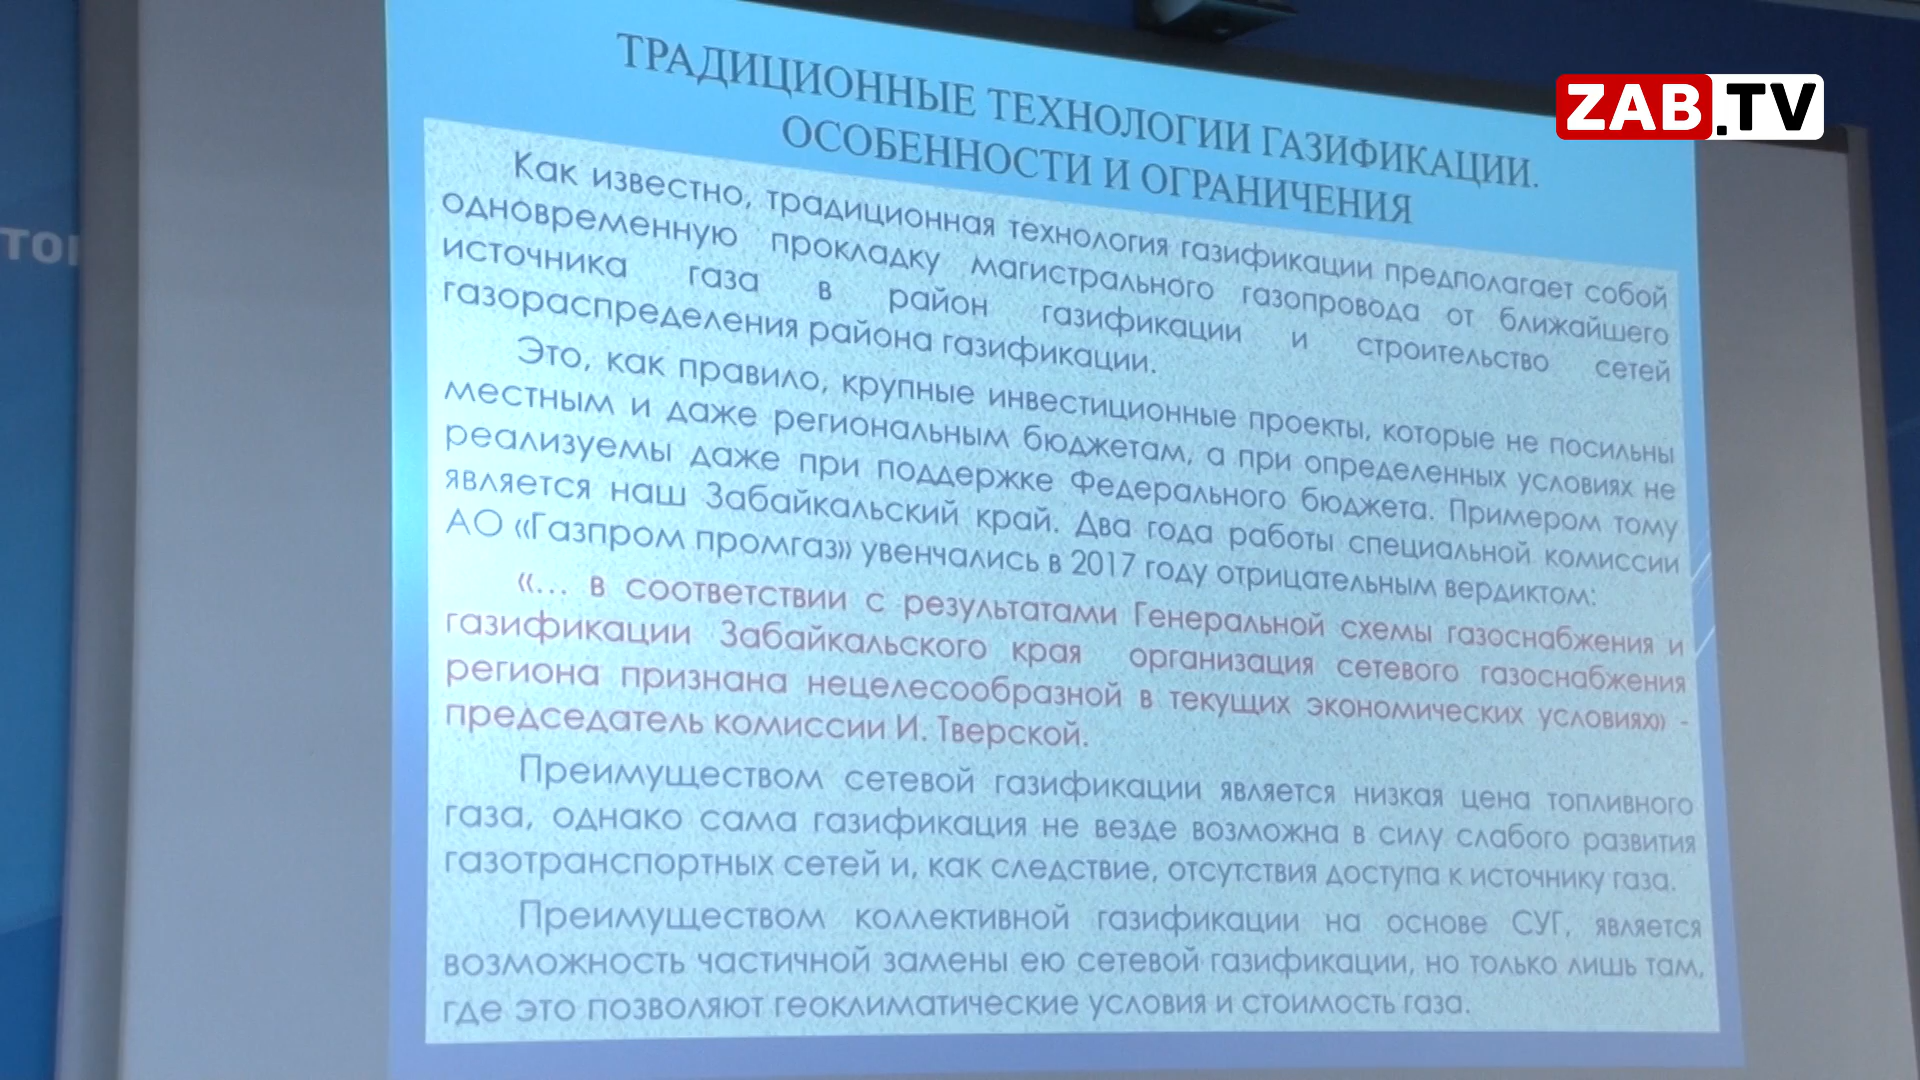 ZAB.TV
ТРАДИЦИОННЫЕ ТЕХНОЛОГИИ ГАЗИФИКАЦИИ.
ОСОБЕННОСТИ И ОГРАНИЧЕНИЯ
Как известно, традиционная технология газификации предполагает собой
одновременную прокладку магистрального газопровода от ближайшего
источника газа в район газификации и строительство сетей
газораспределения района газификации.
Это, как правило, крупные инвестиционные проекты, которые не посильны
местным и даже региональным бюджетам, а при определенных условиях не
реализуемы даже при поддержке Федерального бюджета. Примером тому
является наш Забайкальский край. Два года работы специальной комиссии
АО «Газпром промгаз» увенчались в 2017 году отрицательным вердиктом:
«... в соответствии с результатами Генеральной схемы газоснабжения и
газификации Забайкальского края организация сетевого газоснабжения
региона признана нецелесообразной в текущих экономических условиях» -
председатель комиссии И. Тверской.
Преимуществом сетевой газификации является низкая цена топливного
газа, однако сама газификация не везде возможна в силу слабого развития
газотранспортных сетей и, как следствие, отсутствия доступа к источнику газа.
Преимуществом коллективной газификации на основе СУГ, является
возможность частичной замены ею сетевой газификации, но только лишь там,
где это позволяют геоклиматические условия и стоимость газа.